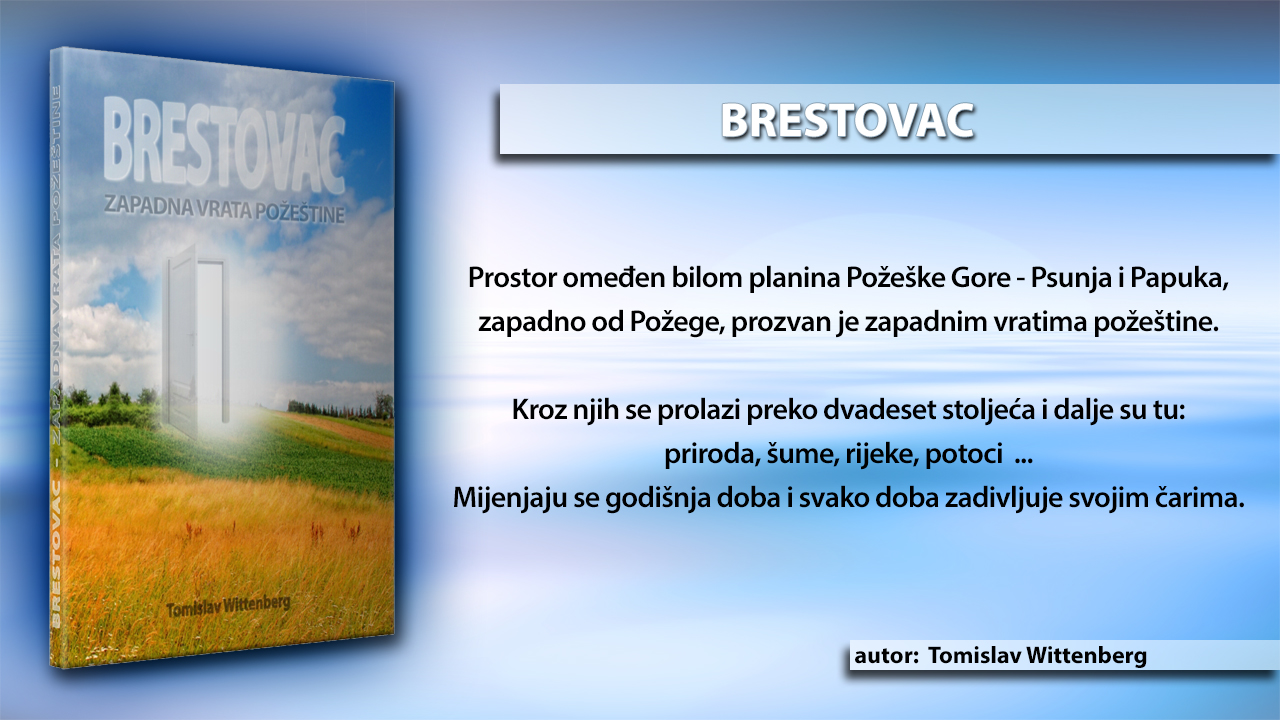 BRESTOVAC
ZAPADNA VRATA POŽEŠTINE
Tomislav Wittenberg
BRESTOVAC - ZAPADNA VRATA POŽEŠTINE
BRESTOVAC
Prostor omeđen bilom planina Požeške Gore - Psunja i Papuka,
zapadno od Požege, prozvan je zapadnim vratima požeštine.
Kroz njih se prolazi preko dvadeset stoljeća i dalje su tu:
priroda, šume, rijeke, potoci ...
Mijenjaju se godišnja doba i svako doba zadivljuje svojim čarima.
autor: Tomislav Wittenberg